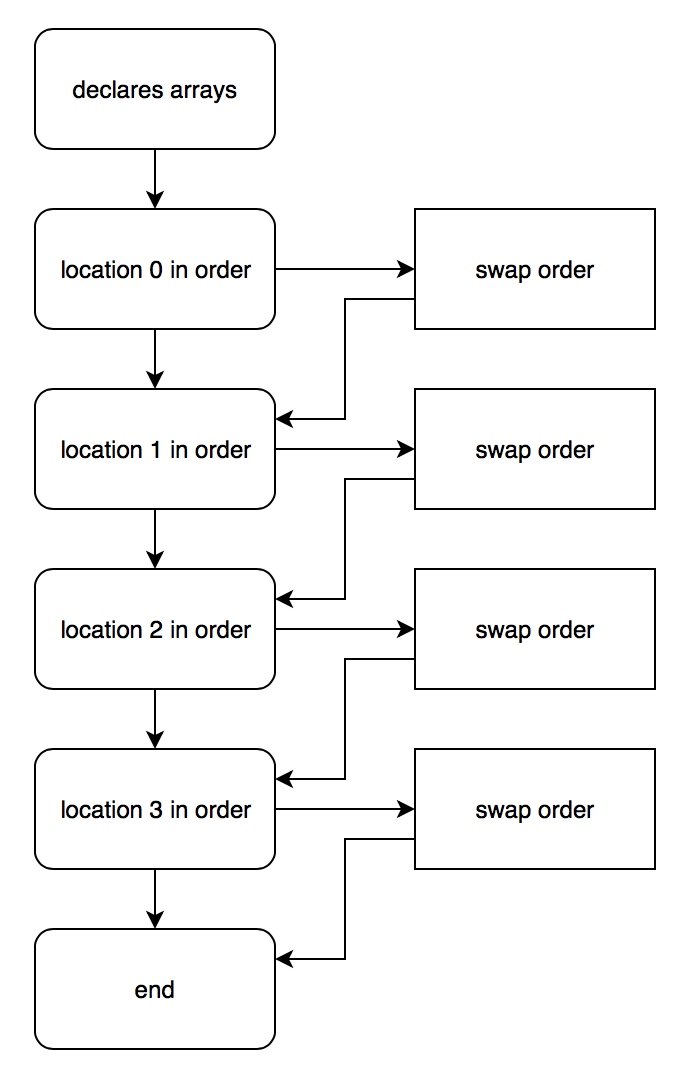 declares arrays
location 0 in order
swap order
location 1 in order
swap order
location 2 in order
swap order
location 3 in order
swap order
end